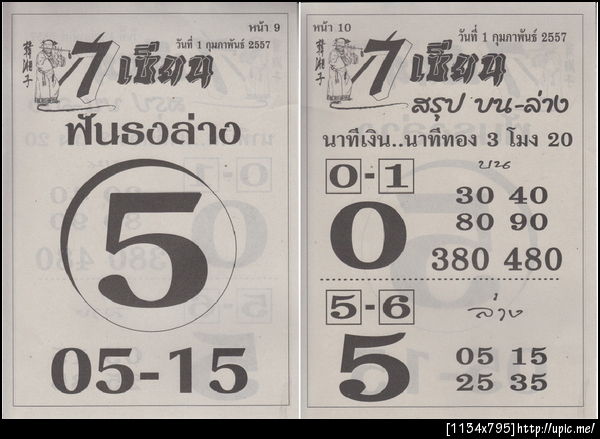 หน้า 9
วันที่ 1 กุมภาพันธ์ 2557
7 เซียน
ฟันธงล่าง
5
05-15
หน้า 10
วันที่ 1 กุมภาพันธ์ 2557
7 เซียน
สรุป บน-ล่าง
นาทีเงิน..นาทีทอง 3 โมง 20
0-1
บน
0
30 40
80 90
380 480
5-6
ล่าง
5
05 15
25 35
[1154x795]http://upic.me/